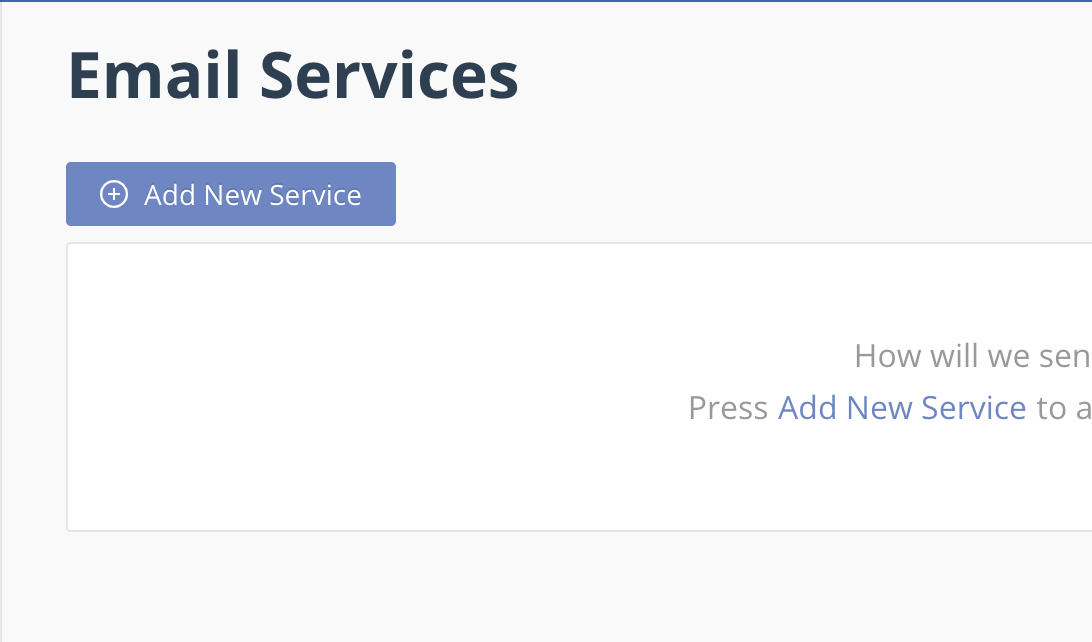 Email Services
Add New Service
How will we sen
Press Add New Service to a